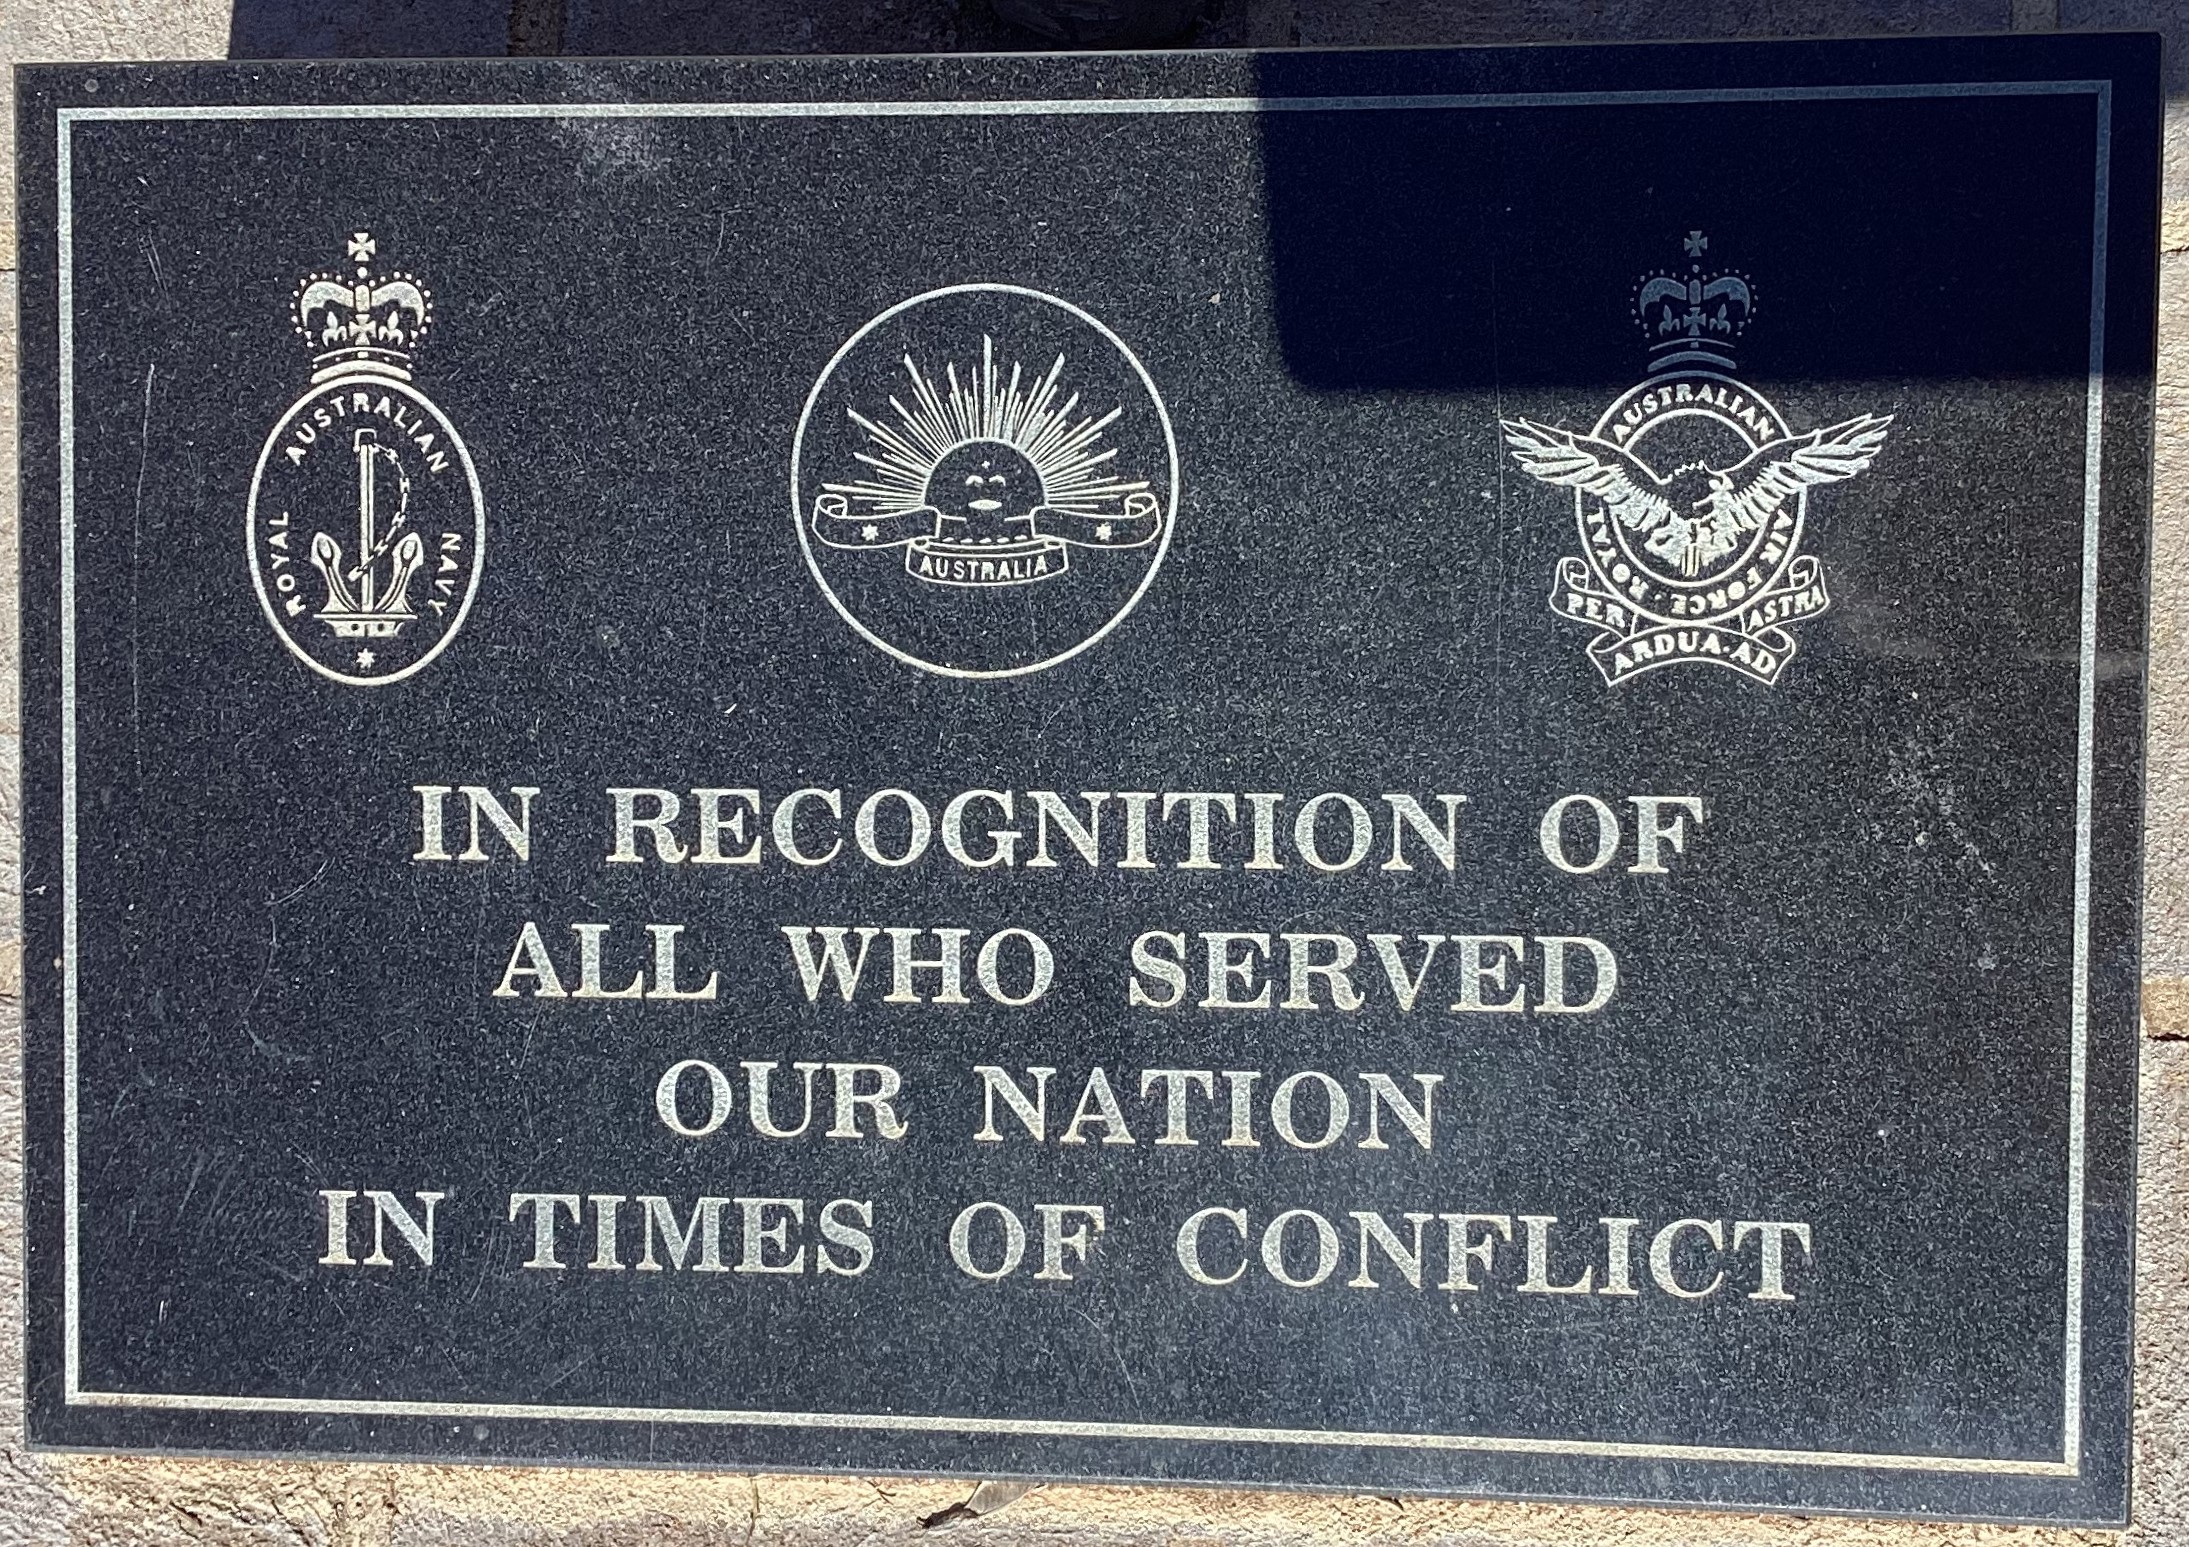 ROYAL AUSTRALIAN NAVY
AUSTRALIA
AUSTRALIAN AIR FORCE · ROYAL
PER ARDUA · AD ASTRA
IN RECOGNITION OF
ALL WHO SERVED
OUR NATION
IN TIMES OF CONFLICT